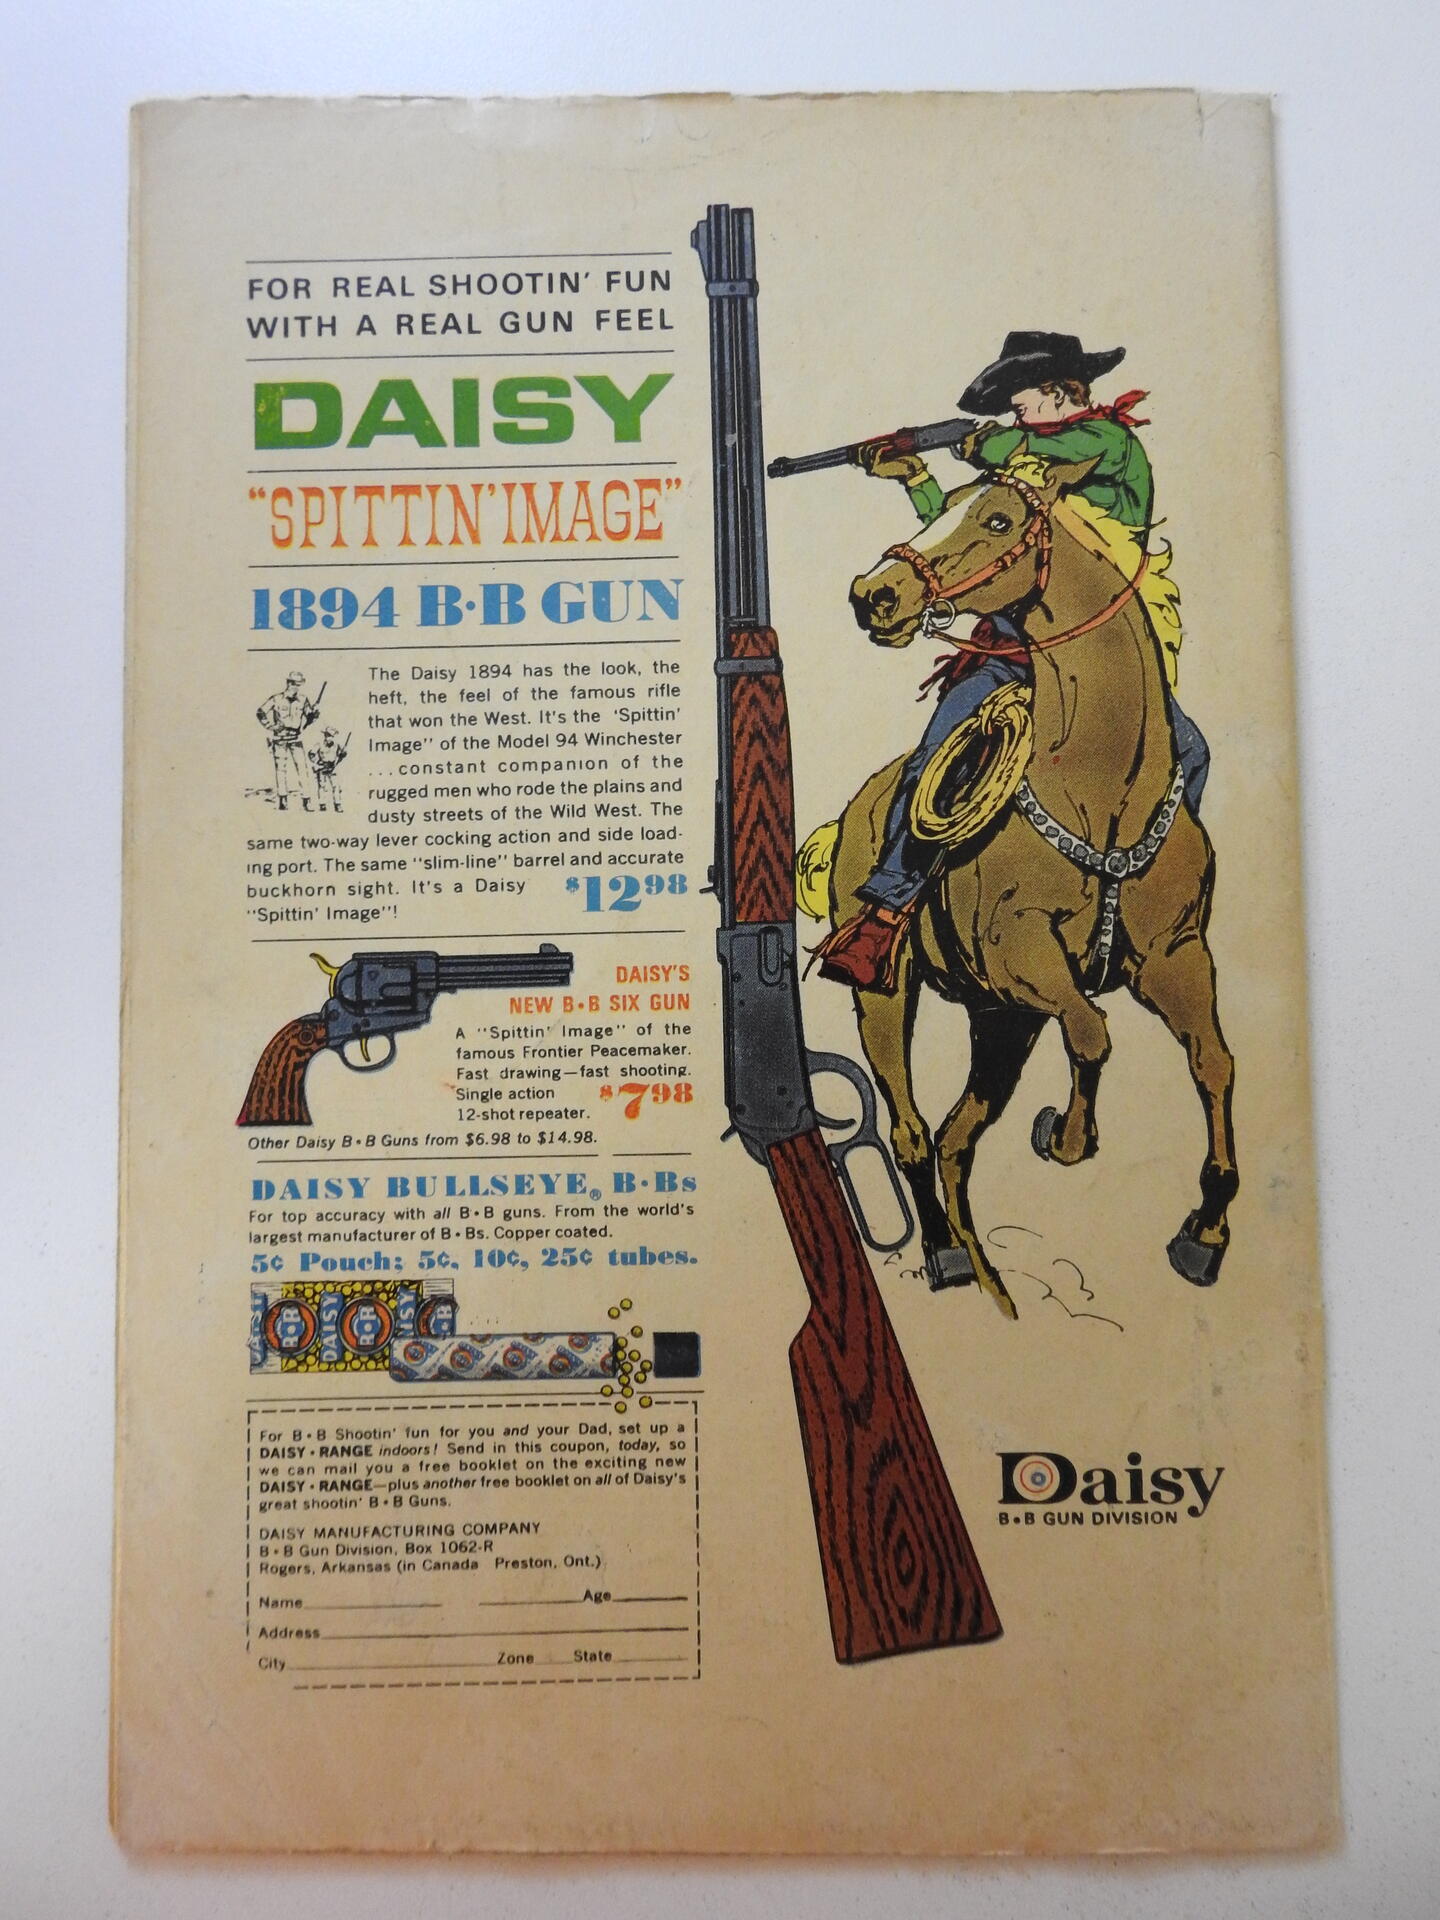 FOR REAL SHOOTIN' FUN
WITH A REAL GUN FEEL
DAISY
"SPITTIN' IMAGE"
1894 B•B GUN
The Daisy 1894 has the look, the
heft, the feel of the famous rifle
that won the West. It's the 'Spittin'
Image" of the Model 94 Winchester
...constant companion of the
rugged men who rode the plains and
dusty streets of the Wild West. The
same two-way lever cocking action and side load-
ing port. The same "slim-line" barrel and accurate
buckhorn sight. It's a Daisy
"Spittin' Image"!
$12 98
DAISY'S
NEW B•B SIX GUN
A "Spittin' Image" of the
famous Frontier Peacemaker.
Fast drawing—fast shooting.
Single action
12-shot repeater.
$7 98
Other Daisy B•B Guns from $6.98 to $14.98.
DAISY BULLSEYE® B•Bs
For top accuracy with all B•B guns. From the world's
largest manufacturer of B•Bs. Copper coated.
5¢ Pouch; 5¢, 10¢, 25¢ tubes.
DAISY B•B DAISY B•B DAISY B•B
For B•B Shootin' fun for you and your Dad, set up a
DAISY•RANGE indoors! Send in this coupon, today, so
we can mail you a free booklet on the exciting new
DAISY•RANGE—plus another free booklet on all of Daisy's
great shootin' B•B Guns.
DAISY MANUFACTURING COMPANY
B•B Gun Division, Box 1062-R
Rogers, Arkansas (in Canada Preston, Ont.)
Name Age
Address
City Zone State
Daisy
B•B GUN DIVISION